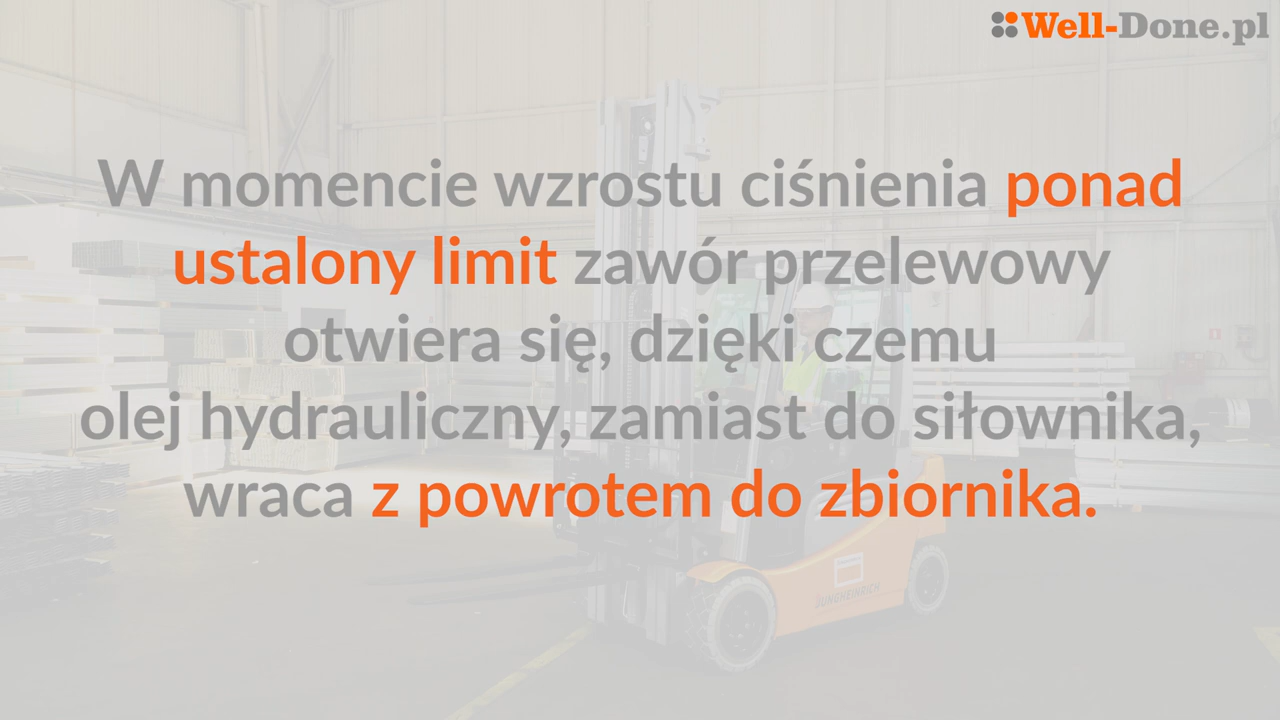 Well-Done.pl
W momencie wzrostu ciśnienia ponad
ustalony limit zawór przelewowy
otwiera się, dzięki czemu
olej hydrauliczny, zamiast do siłownika,
wraca z powrotem do zbiornika.
JUNGHEINRICH